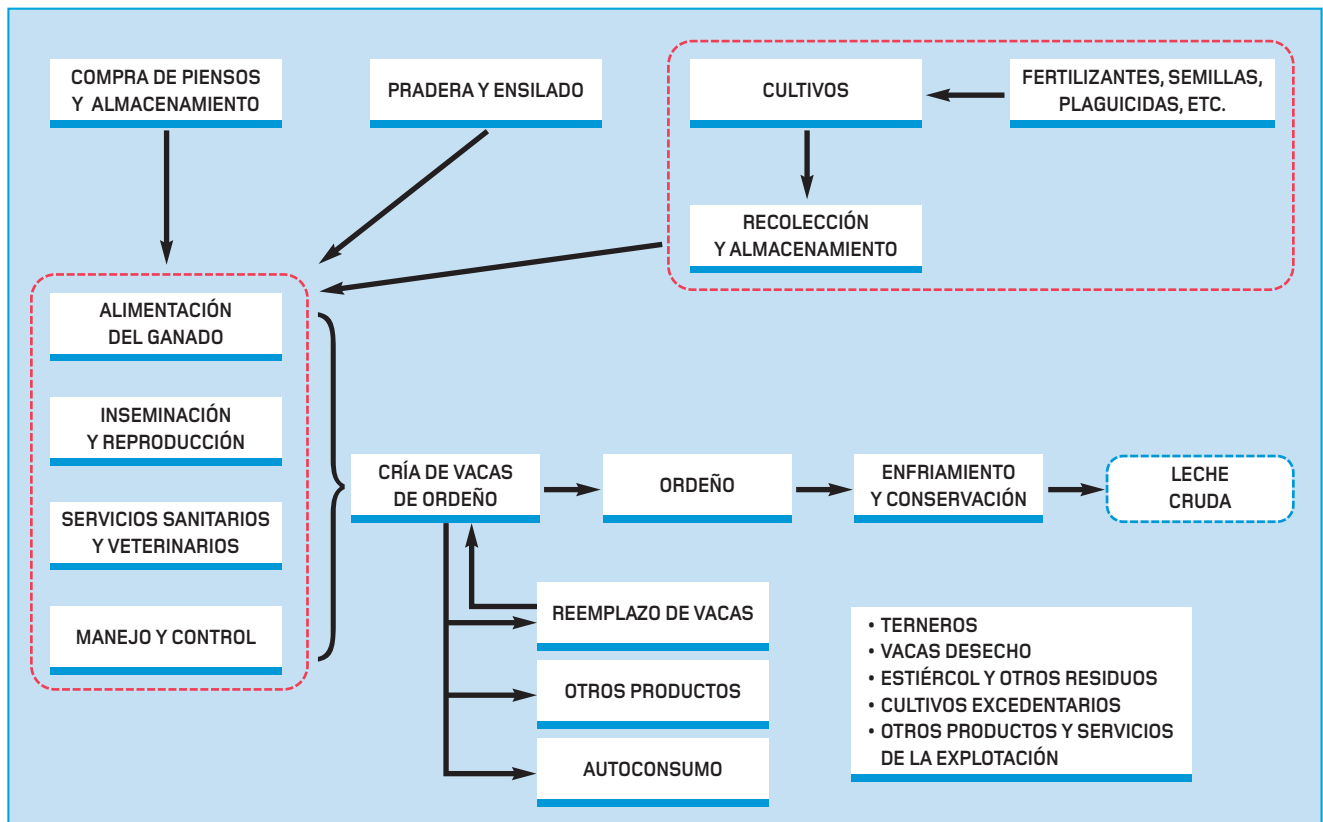 COMPRA DE PIENSOS
Y ALMACENAMIENTO
PRADERA Y ENSILADO
CULTIVOS
FERTILIZANTES, SEMILLAS,
PLAGUICIDAS, ETC.
RECOLECCIÓN
Y ALMACENAMIENTO
ALIMENTACIÓN
DEL GANADO
INSEMINACIÓN
Y REPRODUCCIÓN
SERVICIOS SANITARIOS
Y VETERINARIOS
MANEJO Y CONTROL
CRÍA DE VACAS
DE ORDEÑO
ORDEÑO
ENFRIAMIENTO
Y CONSERVACIÓN
LECHE
CRUDA
REEMPLAZO DE VACAS
OTROS PRODUCTOS
AUTOCONSUMO
• TERNEROS
• VACAS DESECHO
• ESTIÉRCOL Y OTROS RESIDUOS
• CULTIVOS EXCEDENTARIOS
• OTROS PRODUCTOS Y SERVICIOS
DE LA EXPLOTACIÓN